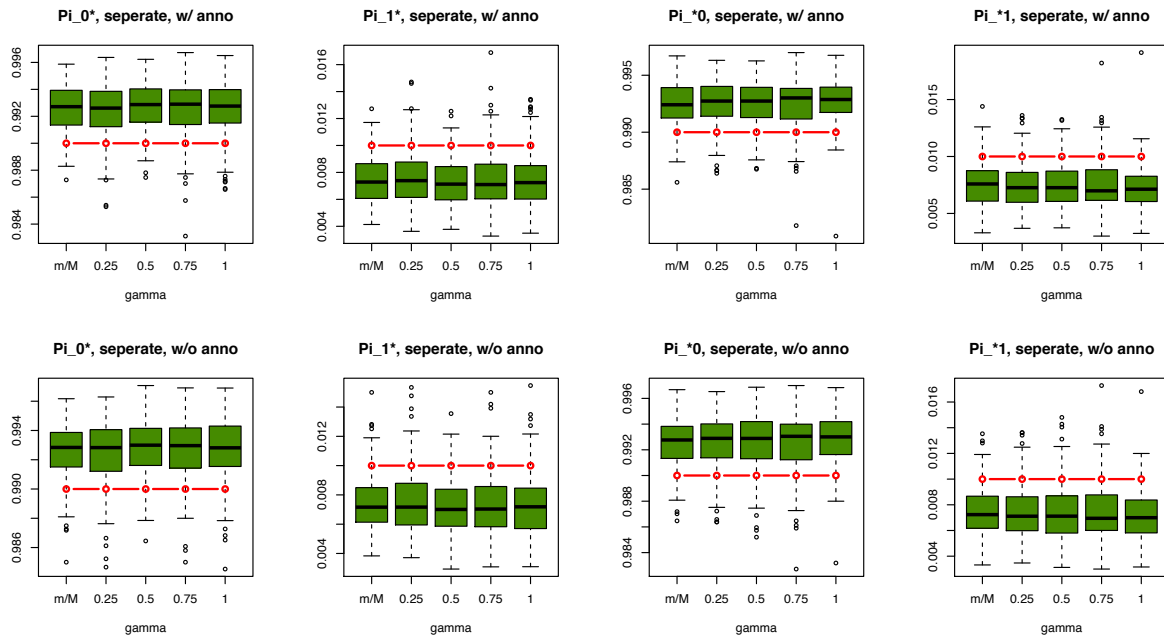 Pi_0*, seperate, w/ anno
0.984 0.988 0.992 0.996
m/M 0.25 0.5 0.75 1
gamma
Pi_1*, seperate, w/ anno
0.004 0.008 0.012 0.016
m/M 0.25 0.5 0.75 1
gamma
Pi_*0, seperate, w/ anno
0.985 0.990 0.995
m/M 0.25 0.5 0.75 1
gamma
Pi_*1, seperate, w/ anno
0.005 0.010 0.015
m/M 0.25 0.5 0.75 1
gamma
Pi_0*, seperate, w/o anno
0.986 0.990 0.994
m/M 0.25 0.5 0.75 1
gamma
Pi_1*, seperate, w/o anno
0.004 0.008 0.012
m/M 0.25 0.5 0.75 1
gamma
Pi_*0, seperate, w/o anno
0.984 0.988 0.992 0.996
m/M 0.25 0.5 0.75 1
gamma
Pi_*1, seperate, w/o anno
0.004 0.008 0.012 0.016
m/M 0.25 0.5 0.75 1
gamma